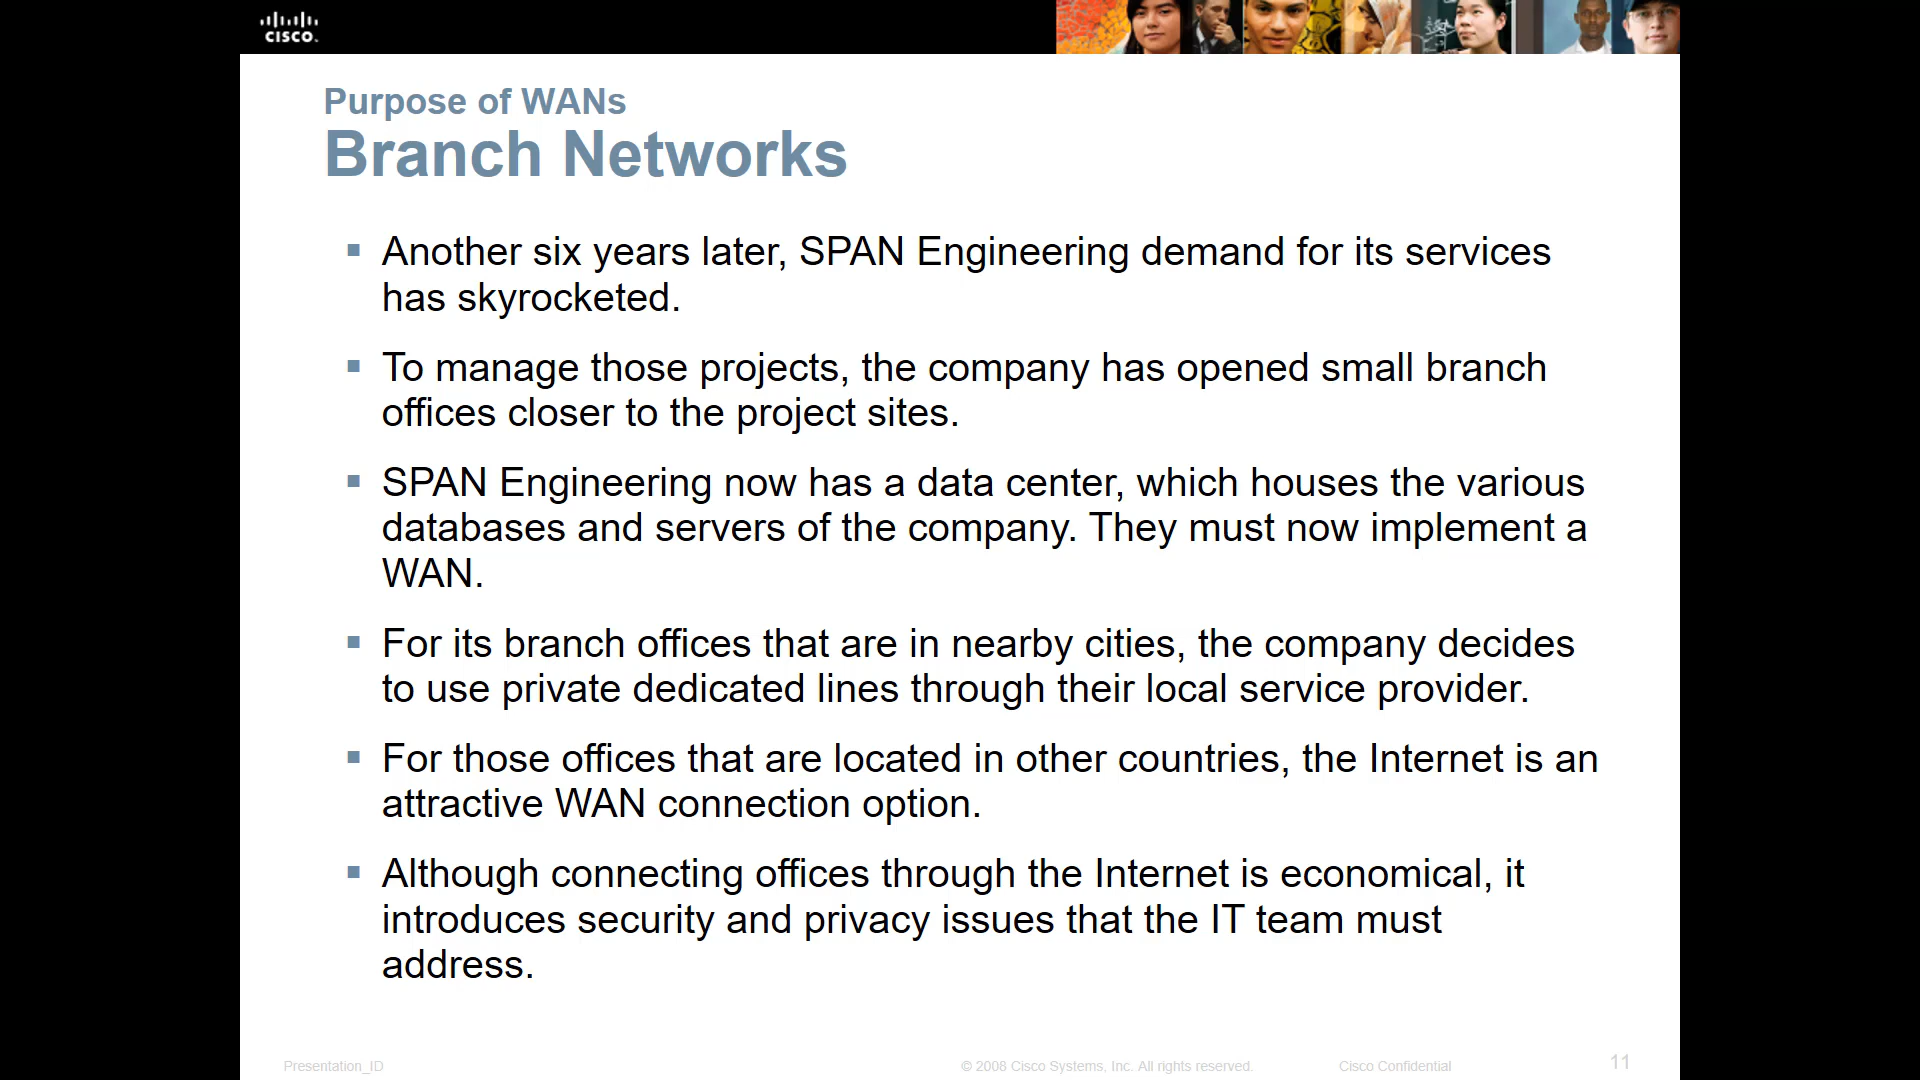 CISCO.
Purpose of WANs
Branch Networks
Another six years later, SPAN Engineering demand for its services
has skyrocketed.
To manage those projects, the company has opened small branch
offices closer to the project sites.
SPAN Engineering now has a data center, which houses the various
databases and servers of the company. They must now implement a
WAN.
For its branch offices that are in nearby cities, the company decides
to use private dedicated lines through their local service provider.
For those offices that are located in other countries, the Internet is an
attractive WAN connection option.
Although connecting offices through the Internet is economical, it
introduces security and privacy issues that the IT team must
address.
Presentation_ID © 2008 Cisco Systems, Inc. All rights reserved. Cisco Confidential 11